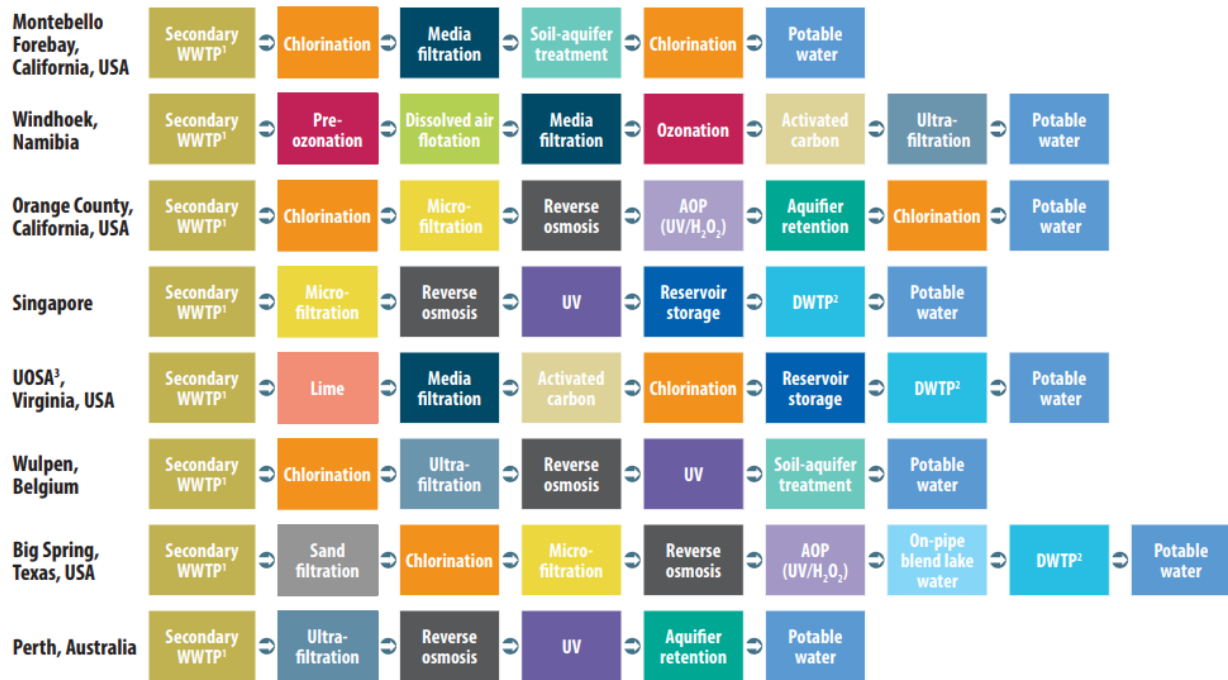 Montebello
Forebay,
California, USA
Secondary
WWTP¹
Chlorination
Media
filtration
Soil-aquifer
treatment
Chlorination
Potable
water
Windhoek,
Namibia
Secondary
WWTP¹
Pre-
ozonation
Dissolved air
flotation
Media
filtration
Ozonation
Activated
carbon
Ultra-
filtration
Potable
water
Orange County,
California, USA
Secondary
WWTP¹
Chlorination
Micro-
filtration
Reverse
osmosis
AOP
(UV/H₂O₂)
Aquifier
retention
Chlorination
Potable
water
Singapore
Secondary
WWTP¹
Micro-
filtration
Reverse
osmosis
UV
Reservoir
storage
DWTP²
Potable
water
UOSA³,
Virginia, USA
Secondary
WWTP¹
Lime
Media
filtration
Activated
carbon
Chlorination
Reservoir
storage
DWTP²
Potable
water
Wulpen,
Belgium
Secondary
WWTP¹
Chlorination
Ultra-
filtration
Reverse
osmosis
UV
Soil-aquifer
treatment
Potable
water
Big Spring,
Texas, USA
Secondary
WWTP¹
Sand
filtration
Chlorination
Micro-
filtration
Reverse
osmosis
AOP
(UV/H₂O₂)
On-pipe
blend lake
water
DWTP²
Potable
water
Perth, Australia
Secondary
WWTP¹
Ultra-
filtration
Reverse
osmosis
UV
Aquifier
retention
Potable
water